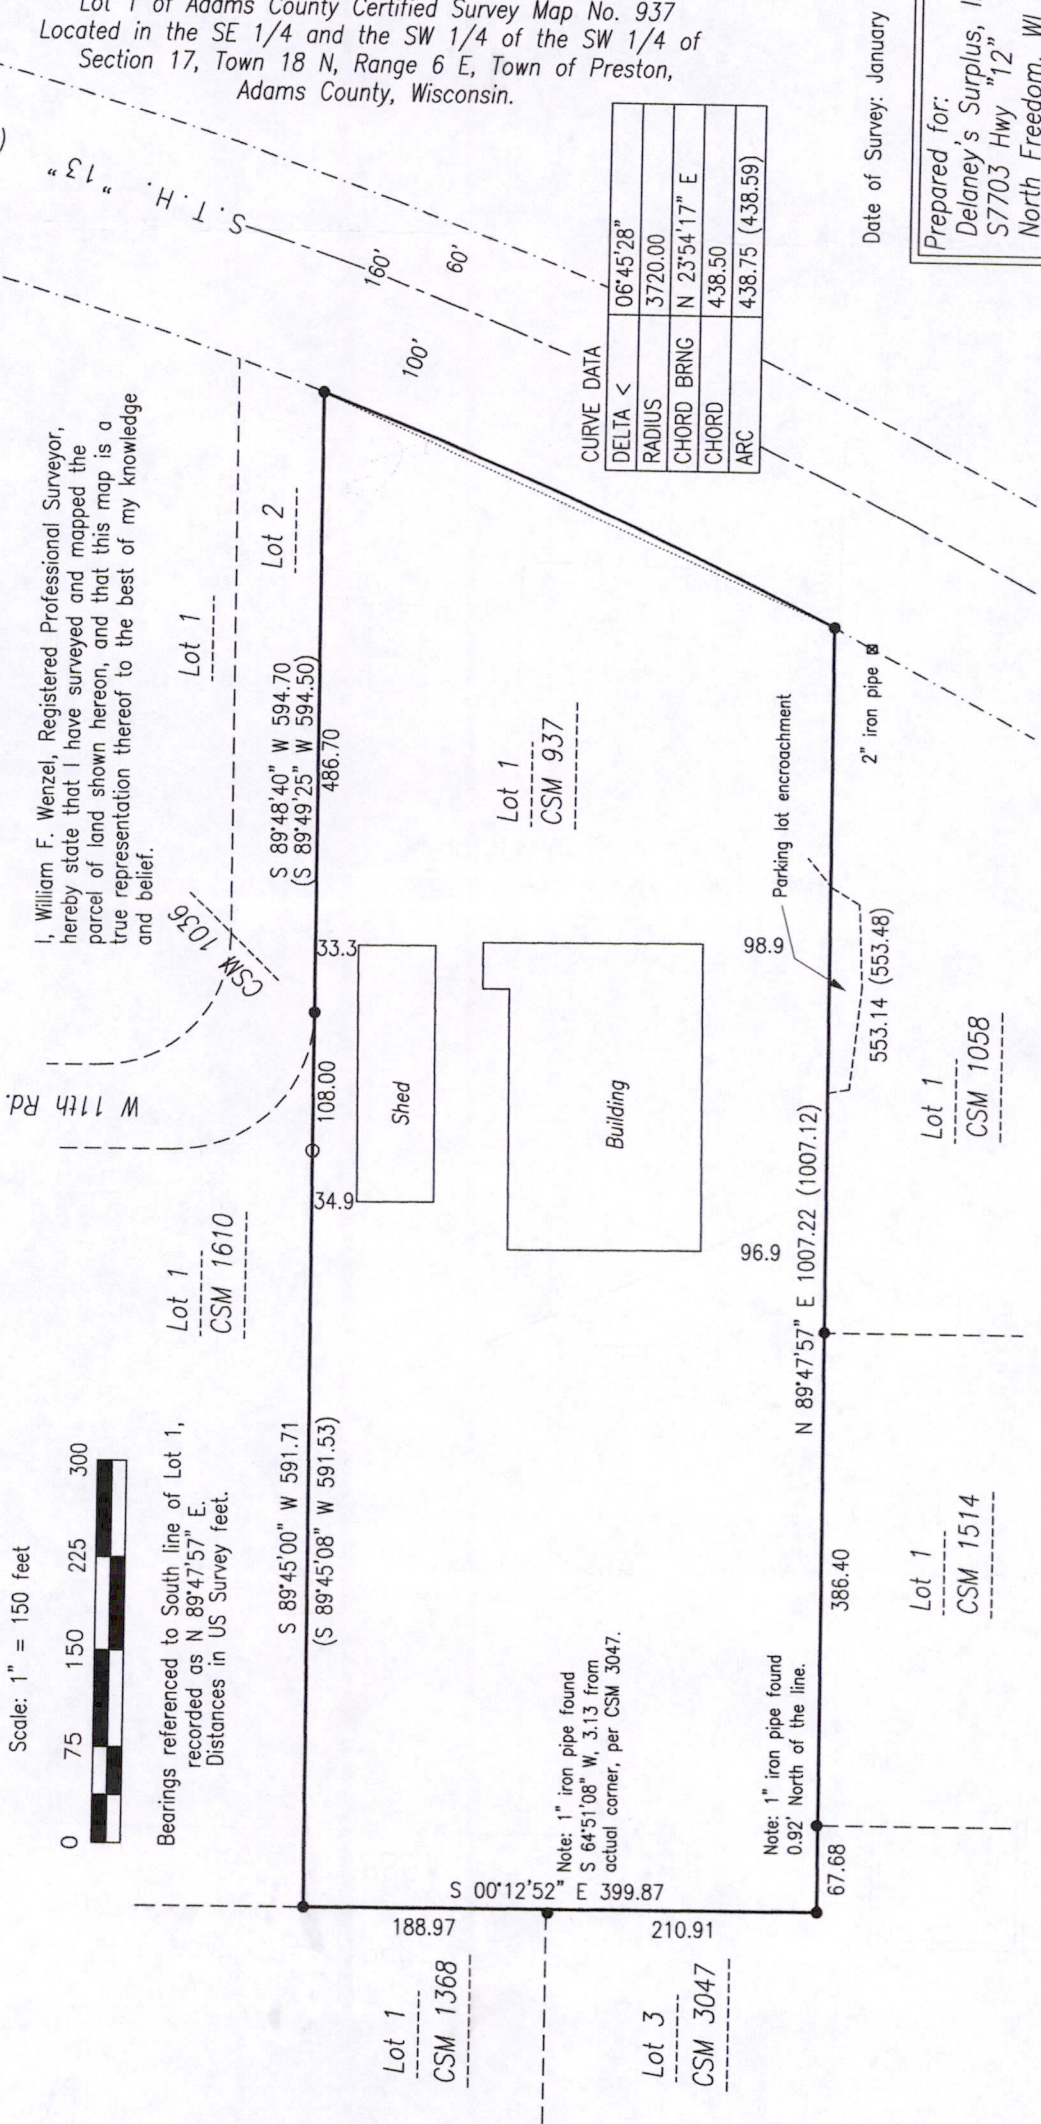 Lot 1 of Adams County Certified Survey Map No. 937
Located in the SE 1/4 and the SW 1/4 of the SW 1/4 of
Section 17, Town 18 N, Range 6 E, Town of Preston,
Adams County, Wisconsin.
S.T.H. "13"
160'
60'
100'
I, William F. Wenzel, Registered Professional Surveyor,
hereby state that I have surveyed and mapped the
parcel of land shown hereon, and that this map is a
true representation thereof to the best of my knowledge
and belief.
CURVE DATA
DELTA < 06°45'28"
RADIUS 3720.00
CHORD BRNG N 23°54'17" E
CHORD 438.50
ARC 438.75 (438.59)
Date of Survey: January
Prepared for:
Delaney's Surplus,
S7703 Hwy "12"
North Freedom, WI
Scale: 1" = 150 feet
0 75 150 225 300
Bearings referenced to South line of Lot 1,
recorded as N 89°47'57" E.
Distances in US Survey feet.
W 11th Rd.
CSM 1036
Lot 1
Lot 2
Lot 1
CSM 1610
S 89°45'00" W 591.71
(S 89°45'08" W 591.53)
S 89°48'40" W 594.70
(S 89°49'25" W 594.50)
34.9
108.00
33.3
486.70
Shed
Building
Lot 1
CSM 937
96.9
98.9
Parking lot encroachment
2" iron pipe
Lot 1
CSM 1368
188.97
S 00°12'52" E 399.87
210.91
Lot 3
CSM 3047
Note: 1" iron pipe found
S 64°51'08" W, 3.13 from
actual corner, per CSM 3047.
Note: 1" iron pipe found
0.92' North of the line.
N 89°47'57" E 1007.22 (1007.12)
67.68
386.40
553.14 (553.48)
Lot 1
CSM 1514
Lot 1
CSM 1058